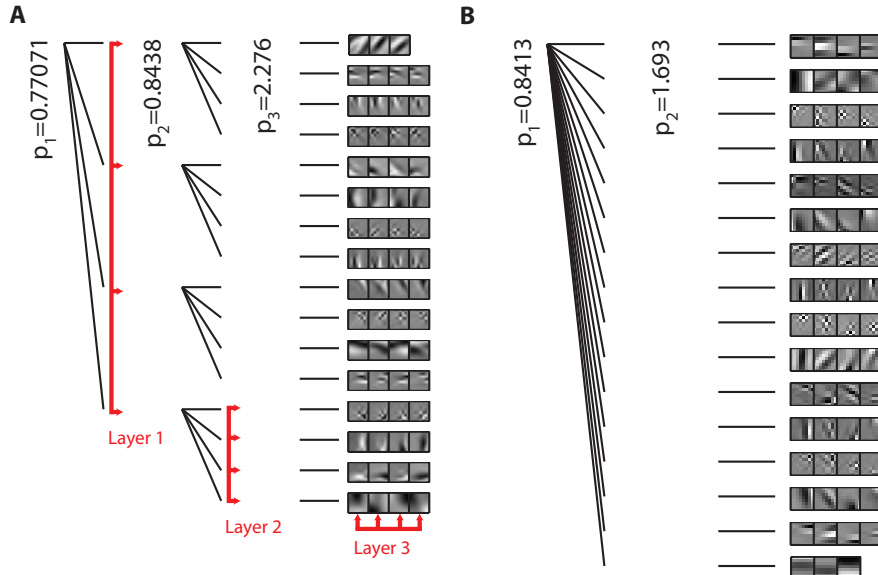 A
B
p1=0.77071
p2=0.8438
p3=2.276
p1=0.8413
p2=1.693
Layer 1
Layer 2
Layer 3